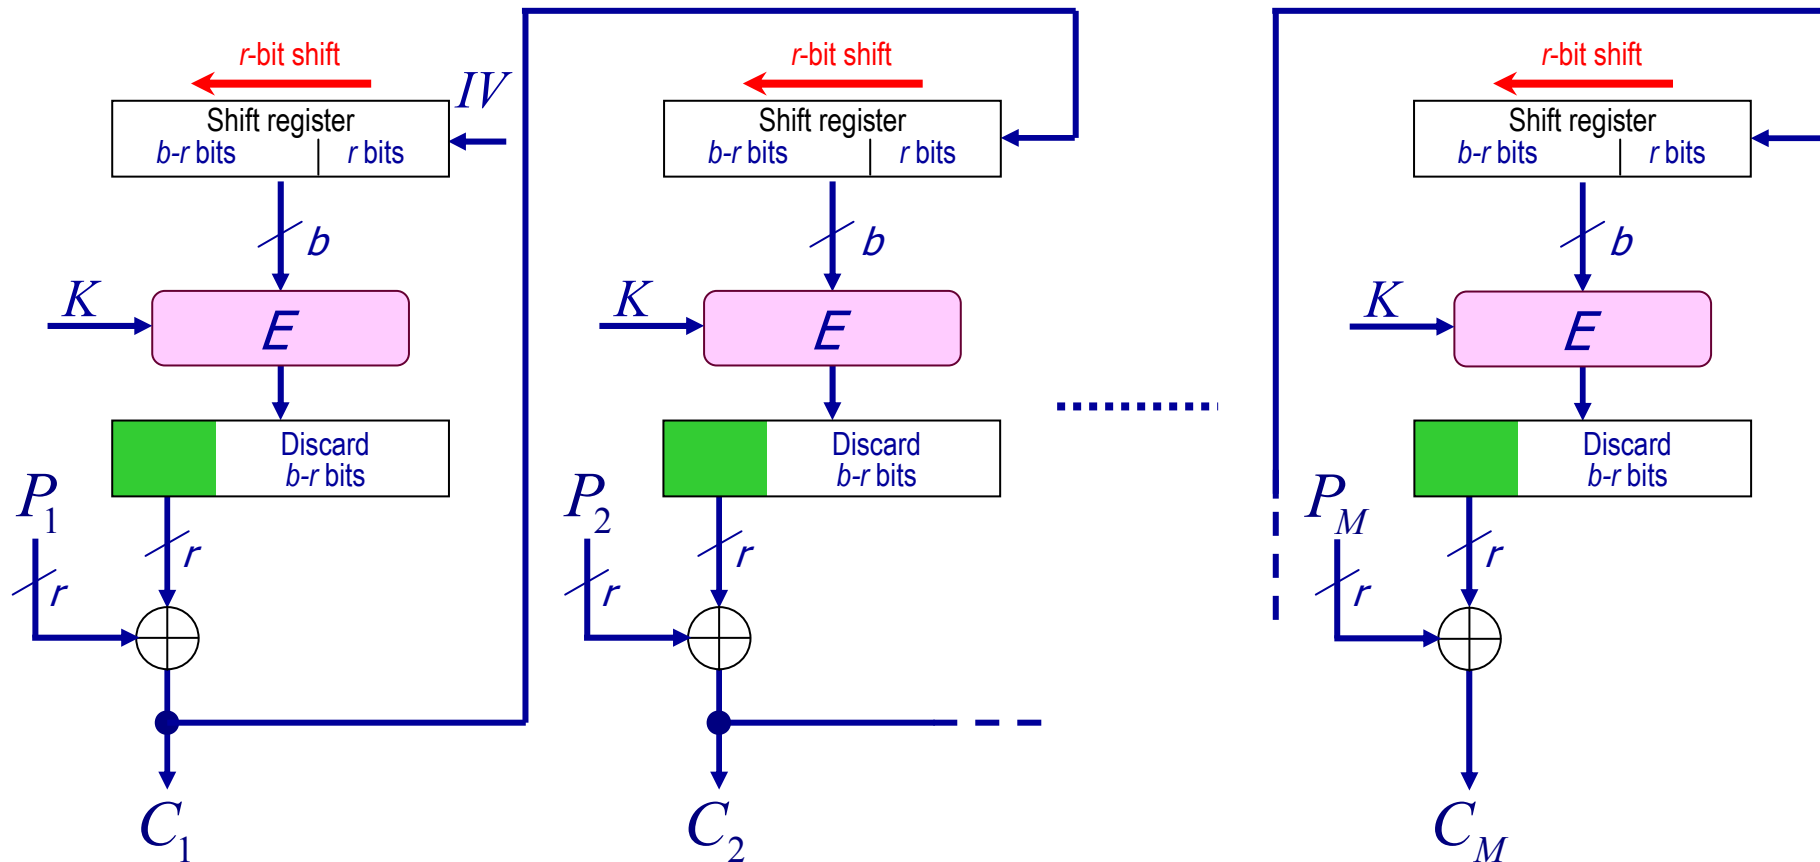 r-bit shift
IV
Shift register
b-r bits
r bits
b
K
E
Discard
b-r bits
P1
r
r
C1
r-bit shift
Shift register
b-r bits
r bits
b
K
E
Discard
b-r bits
P2
r
r
C2
r-bit shift
Shift register
b-r bits
r bits
b
K
E
Discard
b-r bits
PM
r
r
CM